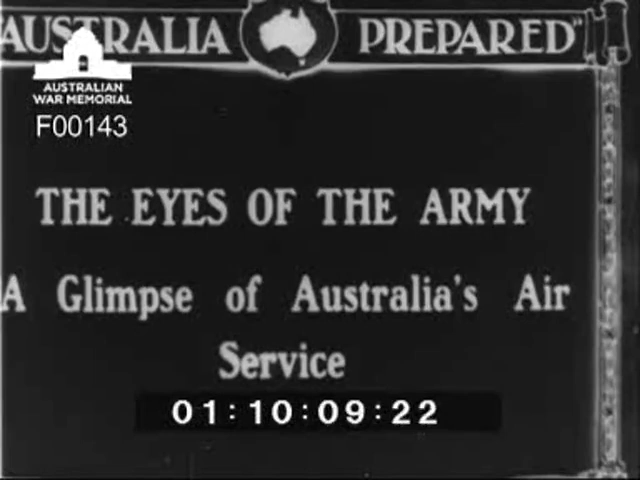 AUSTRALIA PREPARED"
AUSTRALIAN
WAR MEMORIAL
F00143
THE EYES OF THE ARMY
A Glimpse of Australia's Air
Service
01:10:09:22